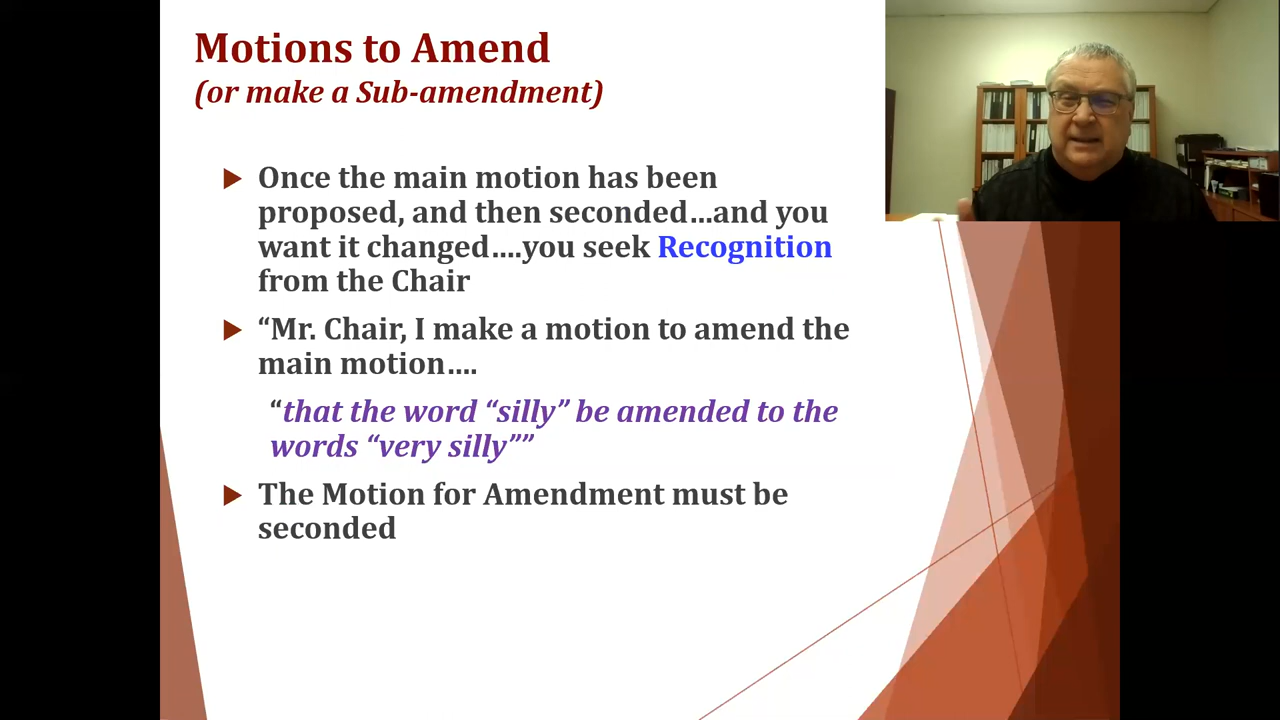 Motions to Amend
(or make a Sub-amendment)
Once the main motion has been
proposed, and then seconded…and you
want it changed….you seek Recognition
from the Chair
“Mr. Chair, I make a motion to amend the
main motion….
“that the word “silly” be amended to the
words “very silly””
The Motion for Amendment must be
seconded